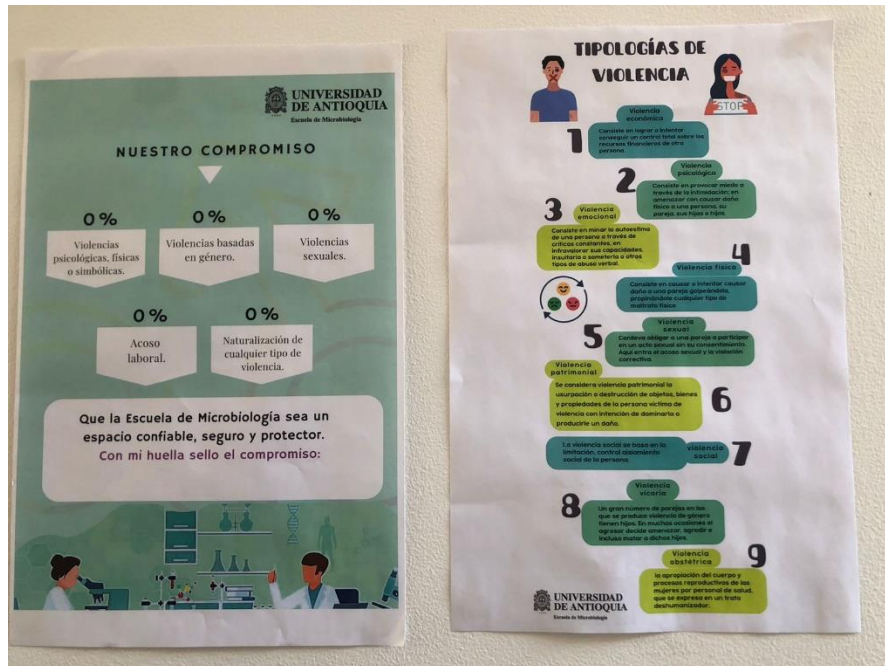 UNIVERSIDAD
DE ANTIOQUIA
Escuela de Microbiología
NUESTRO COMPROMISO
0 %
Violencias
psicológicas, físicas
o simbólicas.
0 %
Violencias basadas
en género.
0 %
Violencias
sexuales.
0 %
Acoso
laboral.
0 %
Naturalización de
cualquier tipo de
violencia.
Que la Escuela de Microbiología sea un
espacio confiable, seguro y protector.
Con mi huella sello el compromiso:
TIPOLOGÍAS DE
VIOLENCIA
STOP
1
Violencia
económica
Consiste en lograr o intentar
conseguir un control total sobre los
recursos financieros de otra
persona.
2
Violencia
psicológica
Consiste en provocar miedo a
través de la intimidación; en
amenazar con causar daño
físico a una persona, su
pareja, sus hijas o hijos.
3
Violencia
emocional
Consiste en minar la autoestima
de una persona a través de
críticas constantes, en
infravalorar sus capacidades,
insultarla o someterla a otros
tipos de abuso verbal.
4
Violencia física
Consiste en causar o intentar causar
daño a una pareja golpeándola,
propinándole cualquier tipo de
maltrato físico
5
Violencia
sexual
Conlleva obligar a una pareja a participar
en un acto sexual sin su consentimiento.
Aquí entra el acoso sexual y la violación
correctiva.
Violencia
patrimonial
Se considera violencia patrimonial la
usurpación o destrucción de objetos, bienes
y propiedades de la persona víctima de
violencia con intención de dominarla o
producirle un daño.
6
La violencia social se basa en la
limitación, control aislamiento
social de la persona.
violencia
social
7
Violencia
vicaria
8
Un gran número de parejas en las
que se produce violencia de género
tienen hijos. En muchas ocasiones el
agresor decide amenazar, agredir e
incluso matar a dichos hijos.
Violencia
obstétrica
9
la apropiación del cuerpo y
procesos reproductivos de las
mujeres por personal de salud,
que se expresa en un trato
deshumanizador.
UNIVERSIDAD
DE ANTIOQUIA
Escuela de Microbiología